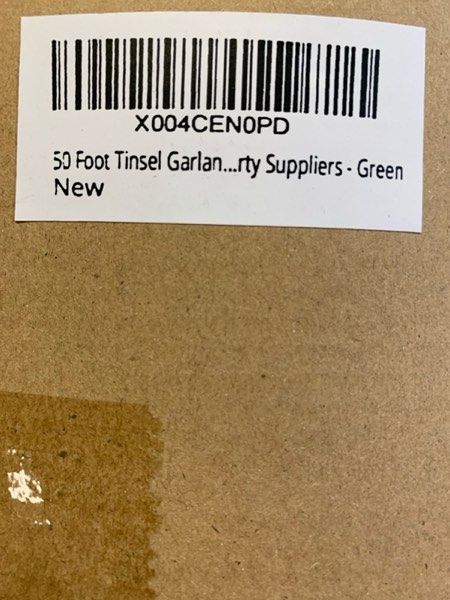 X004CEN0PD
50 Foot Tinsel Garlan...rty Suppliers - Green
New